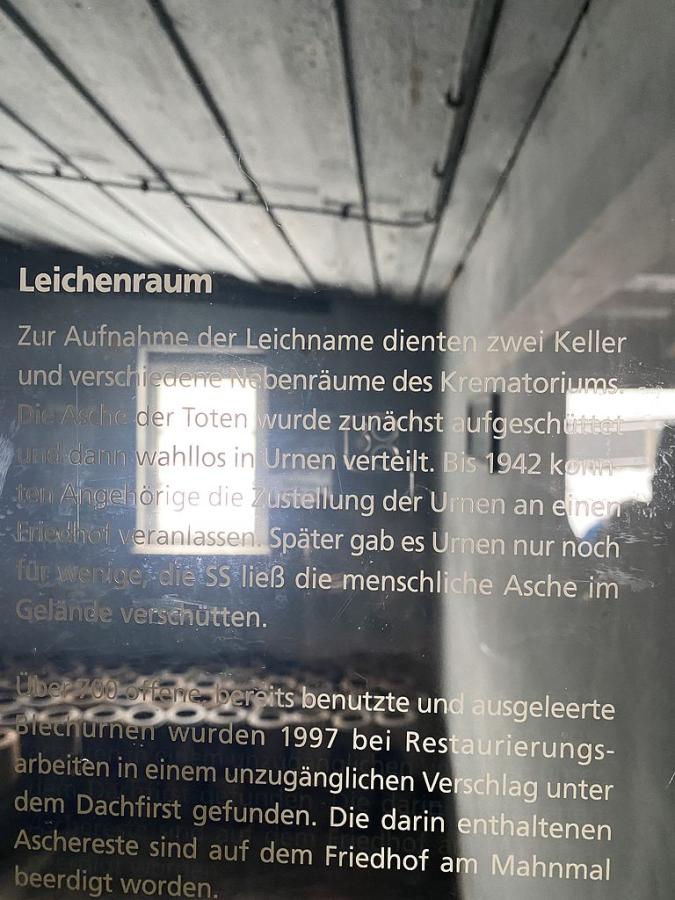 Leichenraum
Zur Aufnahme der Leichname dienten zwei Keller
und verschiedene Nebenräume des Krematoriums.
Die Asche der Toten wurde zunächst aufgeschüttet
und dann wahllos in Urnen verteilt. Bis 1942 konn-
ten Angehörige die Zustellung der Urnen an einen
Friedhof veranlassen. Später gab es Urnen nur noch
für wenige, die SS ließ die menschliche Asche im
Gelände verschütten.
Über 700 offene, bereits benutzte und ausgeleerte
Blechurnen wurden 1997 bei Restaurierungs-
arbeiten in einem unzugänglichen Verschlag unter
dem Dachfirst gefunden. Die darin enthaltenen
Aschereste sind auf dem Friedhof am Mahnmal
beerdigt worden.